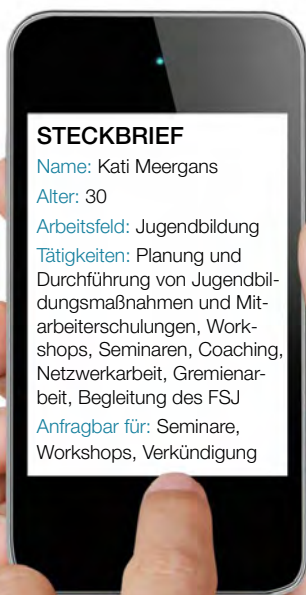 STECKBRIEF
Name: Kati Meergans
Alter: 30
Arbeitsfeld: Jugendbildung
Tätigkeiten: Planung und
Durchführung von Jugendbil-
dungsmaßnahmen und Mit-
arbeiterschulungen, Work-
shops, Seminaren, Coaching,
Netzwerkarbeit, Gremienar-
beit, Begleitung des FSJ
Anfragbar für: Seminare,
Workshops, Verkündigung